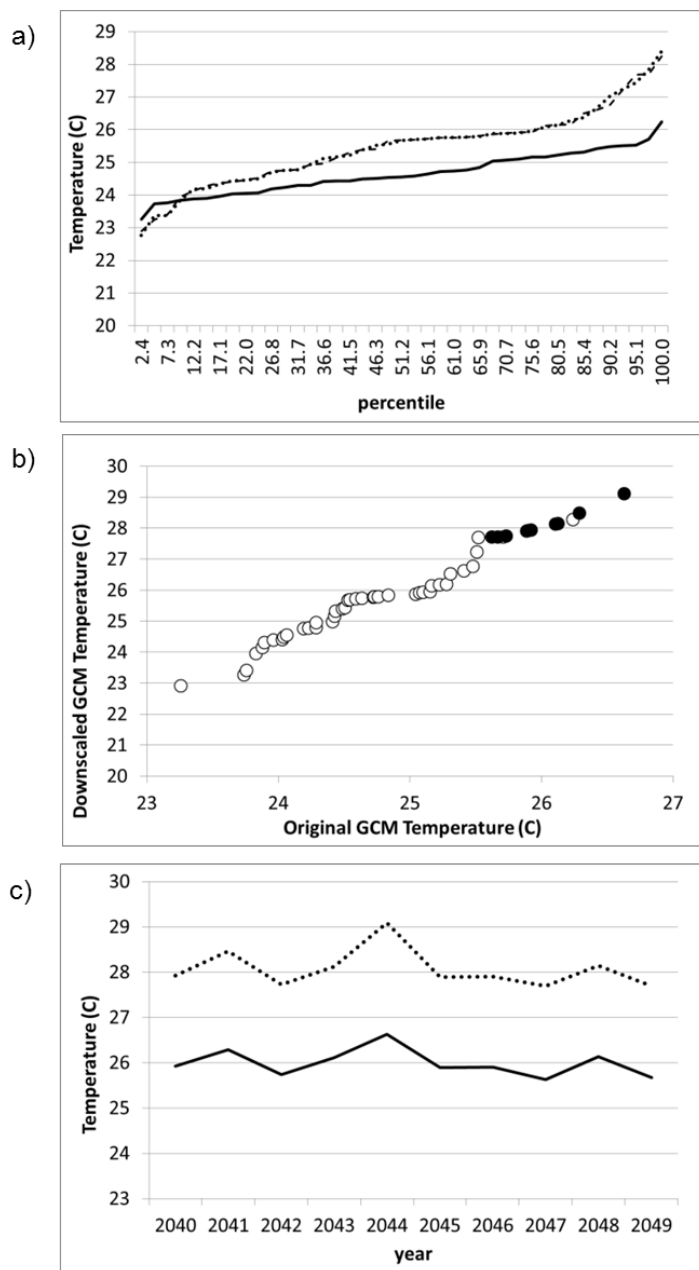 a)
29
28
27
26
25
24
23
22
21
20
Temperature (C)
2.4 7.3 12.2 17.1 22.0 26.8 31.7 36.6 41.5 46.3 51.2 56.1 61.0 65.9 70.7 75.6 80.5 85.4 90.2 95.1 100.0
percentile
b)
30
29
28
27
26
25
24
23
22
21
20
Downscaled GCM Temperature (C)
23 24 25 26 27
Original GCM Temperature (C)
c)
30
29
28
27
26
25
24
23
Temperature (C)
2040 2041 2042 2043 2044 2045 2046 2047 2048 2049
year